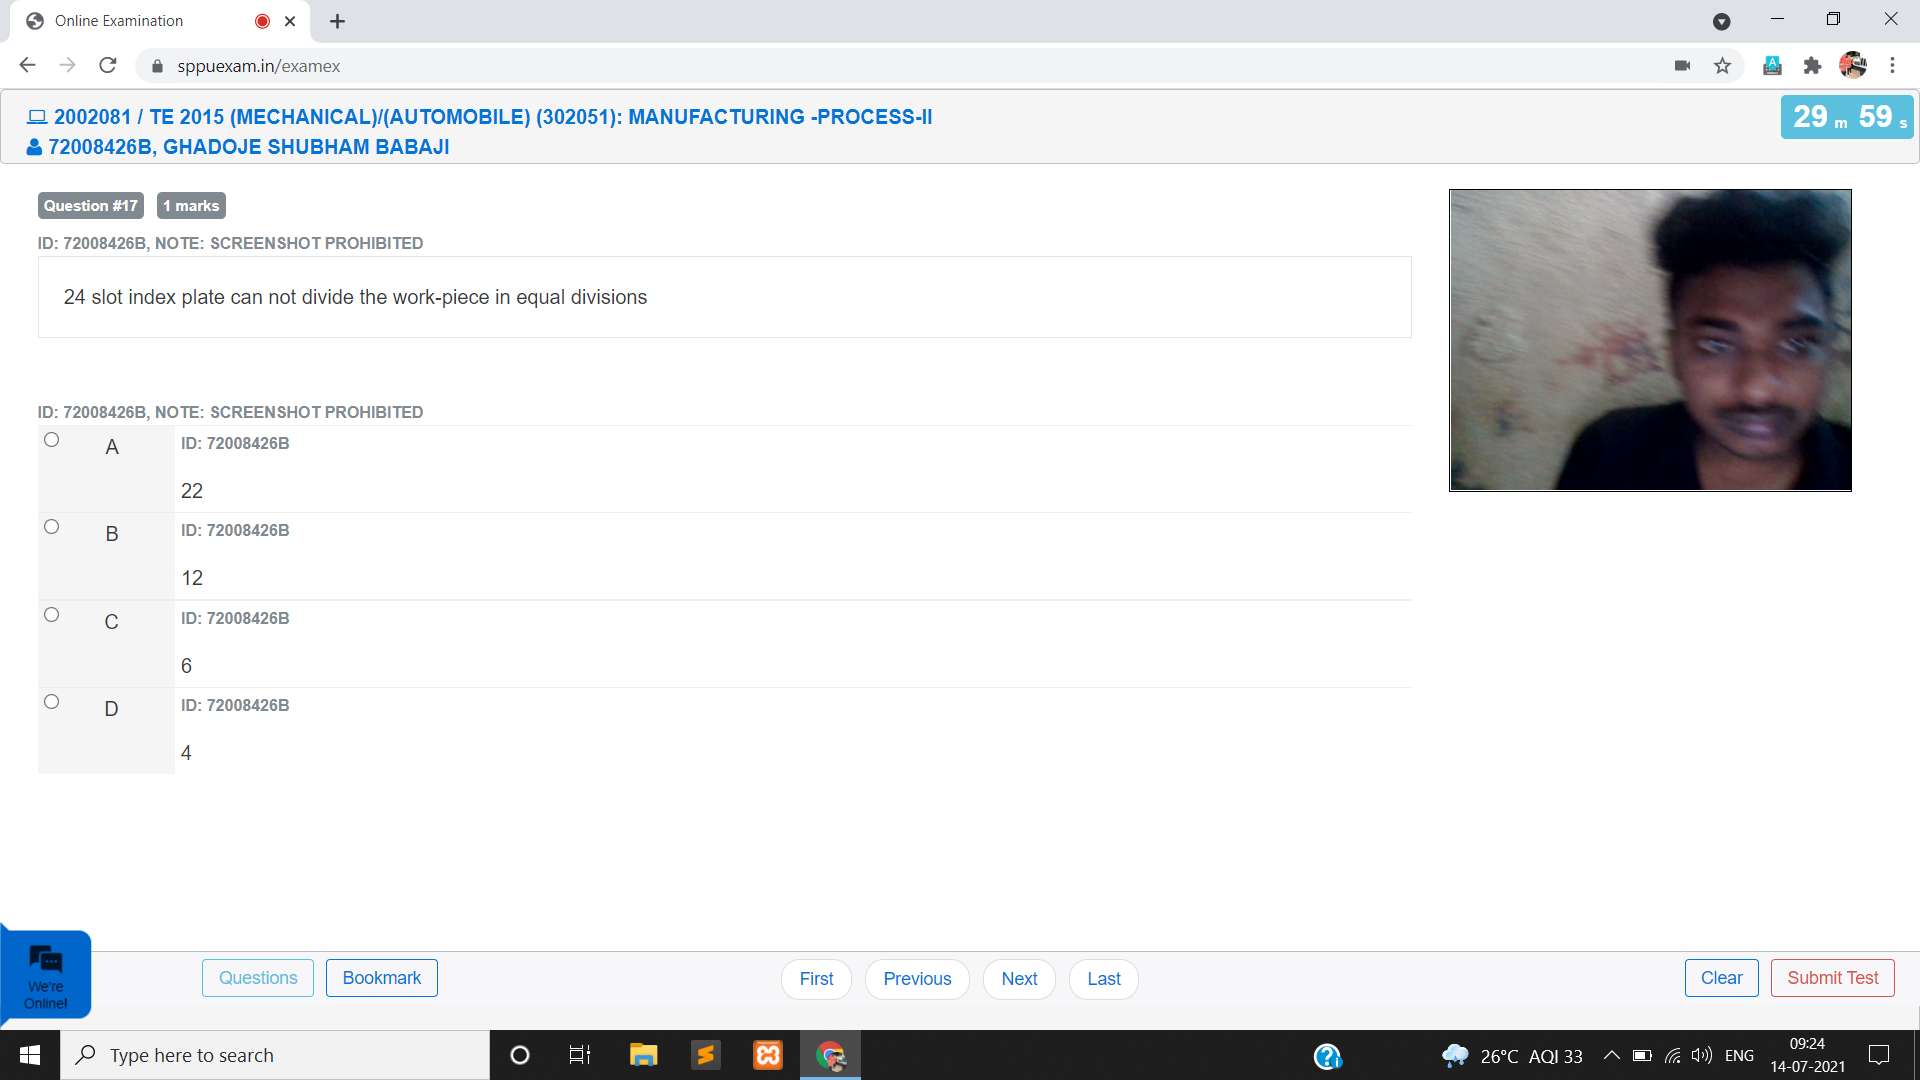 Online Examination
sppuexam.in/examex
2002081 / TE 2015 (MECHANICAL)/(AUTOMOBILE) (302051): MANUFACTURING -PROCESS-II
29 m 59 s
72008426B, GHADOJE SHUBHAM BABAJI
Question #17 1 marks
ID: 72008426B, NOTE: SCREENSHOT PROHIBITED
24 slot index plate can not divide the work-piece in equal divisions
ID: 72008426B, NOTE: SCREENSHOT PROHIBITED
A
ID: 72008426B
22
B
ID: 72008426B
12
C
ID: 72008426B
6
D
ID: 72008426B
4
We're
Online!
Questions Bookmark First Previous Next Last Clear Submit Test
Type here to search
26°C AQI 33
ENG
09:24
14-07-2021